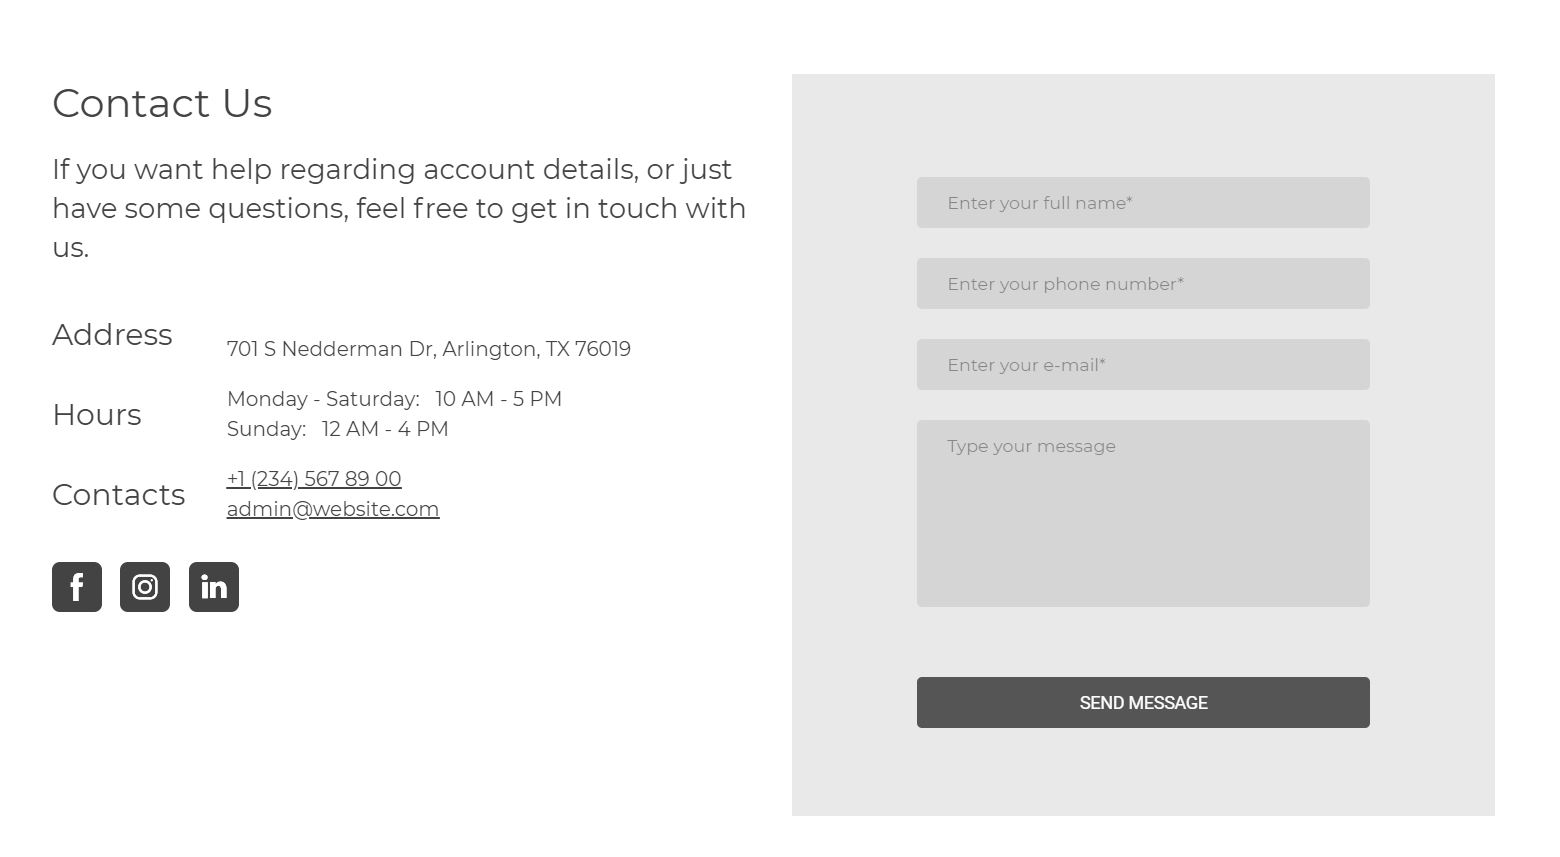 Contact Us
If you want help regarding account details, or just
have some questions, feel free to get in touch with
us.
Address
701 S Nedderman Dr, Arlington, TX 76019
Hours
Monday - Saturday:   10 AM - 5 PM
Sunday:   12 AM - 4 PM
Contacts
+1 (234) 567 89 00
admin@website.com
Enter your full name*
Enter your phone number*
Enter your e-mail*
Type your message
SEND MESSAGE